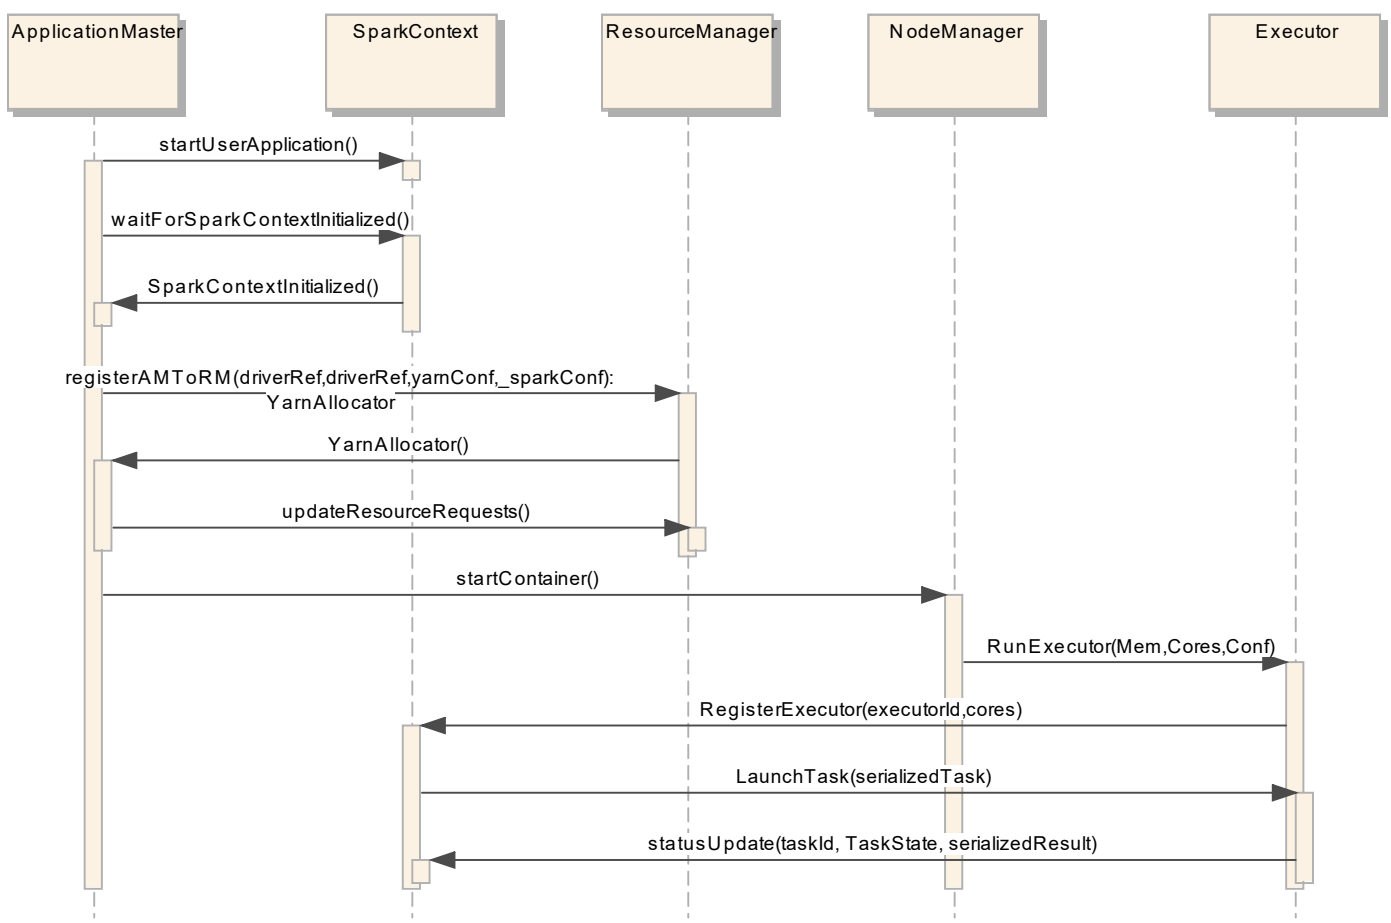 ApplicationMaster
SparkContext
ResourceManager
NodeManager
Executor
startUserApplication()
waitForSparkContextInitialized()
SparkContextInitialized()
registerAMToRM(driverRef,driverRef,yarnConf,_sparkConf):
YarnAllocator
YarnAllocator()
updateResourceRequests()
startContainer()
RunExecutor(Mem,Cores,Conf)
RegisterExecutor(executorId,cores)
LaunchTask(serializedTask)
statusUpdate(taskId, TaskState, serializedResult)